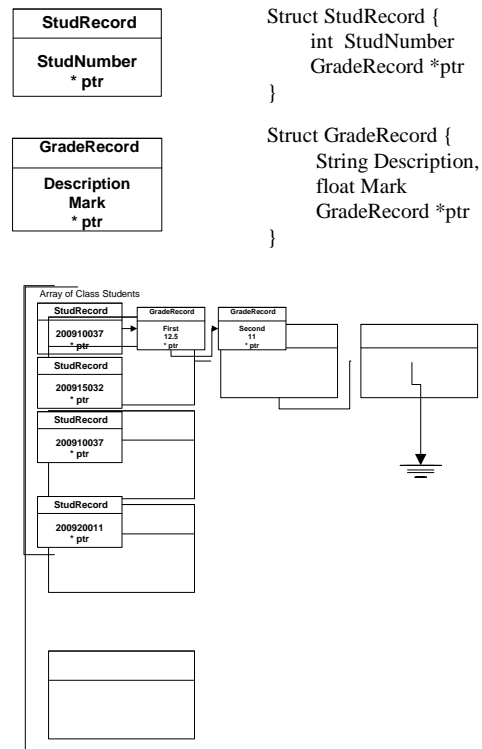 StudRecord
StudNumber
* ptr
Struct StudRecord {
int StudNumber
GradeRecord *ptr
}
GradeRecord
Description
Mark
* ptr
Struct GradeRecord {
String Description,
float Mark
GradeRecord *ptr
}
Array of Class Students
StudRecord
200910037
* ptr
GradeRecord
First
12.5
* ptr
GradeRecord
Second
11
* ptr
StudRecord
200915032
* ptr
StudRecord
200910037
* ptr
StudRecord
200920011
* ptr